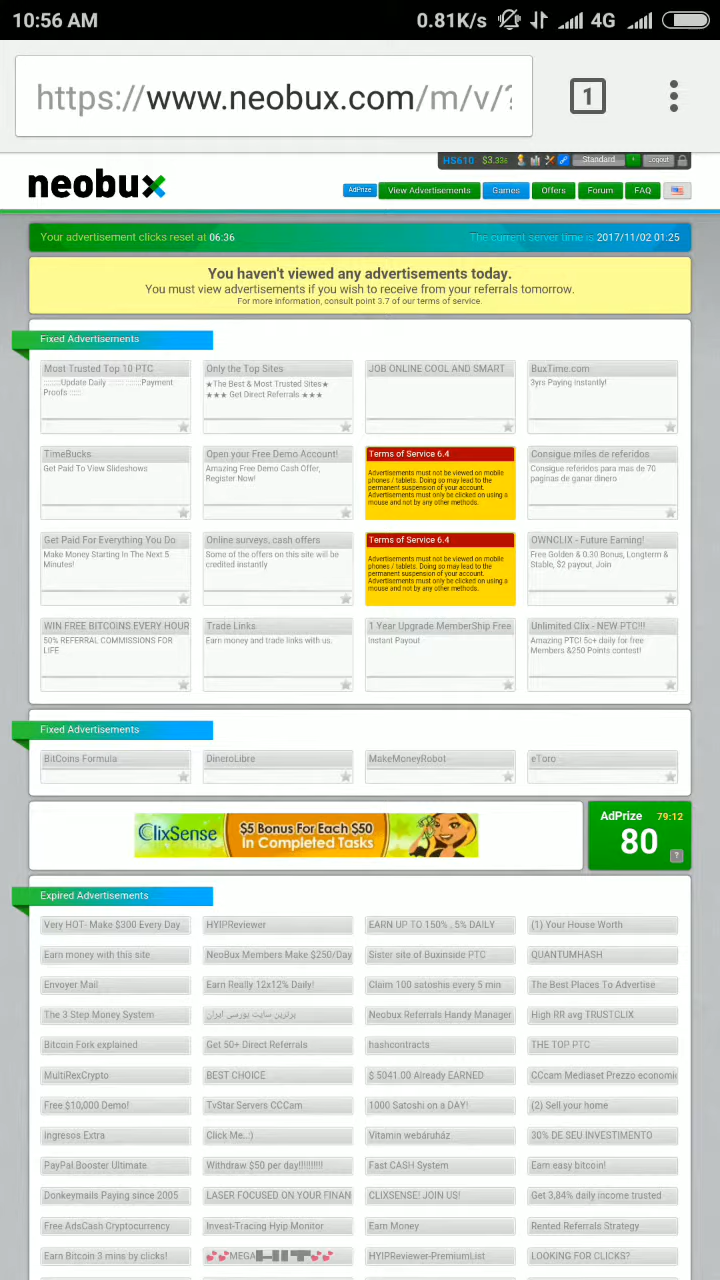 10:56 AM 0.81K/s 4G
https://www.neobux.com/m/v/?
1
HS610 $3.33 Standard + Logout
neobux
AdPrize View Advertisements Games Offers Forum FAQ
Your advertisement clicks reset at 06:36 The current server time is 2017/11/02 01:25
You haven't viewed any advertisements today.
You must view advertisements if you wish to receive from your referrals tomorrow.
For more information, consult point 3.7 of our terms of service.
Fixed Advertisements
Most Trusted Top 10 PTC
:::::::::Update Daily ::::::::: :::::::::Payment
Proofs ::::::
Only the Top Sites
★The Best & Most Trusted Sites★
★★★ Get Direct Referrals ★★★
JOB ONLINE COOL AND SMART
BuxTime.com
3yrs Paying Instantly!
TimeBucks
Get Paid To View Slideshows
Open your Free Demo Account!
Amazing Free Demo Cash Offer,
Register Now!
Terms of Service 6.4
Advertisements must not be viewed on mobile
phones / tablets. Doing so may lead to the
permanent suspension of your account.
Advertisements must only be clicked on using a
mouse and not by any other methods.
Consigue miles de referidos
Consigue referidos para mas de 70
paginas de ganar dinero
Get Paid For Everything You Do
Make Money Starting In The Next 5
Minutes!
Online surveys, cash offers
Some of the offers on this site will be
credited instantly
Terms of Service 6.4
Advertisements must not be viewed on mobile
phones / tablets. Doing so may lead to the
permanent suspension of your account.
Advertisements must only be clicked on using a
mouse and not by any other methods.
OWNCLIX - Future Earning!
Free Golden & 0.30 Bonus, Longterm &
Stable, $2 payout, Join
WIN FREE BITCOINS EVERY HOUR
50% REFERRAL COMMISSIONS FOR
LIFE
Trade Links
Earn money and trade links with us.
1 Year Upgrade MemberShip Free
Instant Payout
Unlimited Clix - NEW PTC!!!
Amazing PTC! 5c+ daily for free
Members &250 Points contest!
Fixed Advertisements
BitCoins Formula DineroLibre MakeMoneyRobot eToro
ClixSense $5 Bonus For Each $50
In Completed Tasks
AdPrize 79:12
80
?
Expired Advertisements
Very HOT- Make $300 Every Day HYIPReviewer EARN UP TO 150% , 5% DAILY (1) Your House Worth
Earn money with this site NeoBux Members Make $250/Day Sister site of Buxinside PTC QUANTUMHASH
Envoyer Mail Earn Really 12x12% Daily! Claim 100 satoshis every 5 min The Best Places To Advertise
The 3 Step Money System برترین سایت بورسی ایران Neobux Referrals Handy Manager High RR avg TRUSTCLIX
Bitcoin Fork explained Get 50+ Direct Referrals hashcontracts THE TOP PTC
MultiRexCrypto BEST CHOICE $ 5041.00 Already EARNED CCcam Mediaset Prezzo economi
Free $10,000 Demo! TvStar Servers CCCam 1000 Satoshi on a DAY! (2) Sell your home
Ingresos Extra Click Me..:) Vitamin webáruház 30% DE SEU INVESTIMENTO
PayPal Booster Ultimate Withdraw $50 per day!!!!!!!!!! Fast CASH System Earn easy bitcoin!
Donkeymails Paying since 2005 LASER FOCUSED ON YOUR FINAN CLIXSENSE! JOIN US! Get 3,84% daily income trusted
Free AdsCash Cryptocurrency Invest-Tracing Hyip Monitor Earn Money Rented Referrals Strategy
Earn Bitcoin 3 mins by clicks! 💕MEGA 💕 HYIPReviewer-PremiumList LOOKING FOR CLICKS?